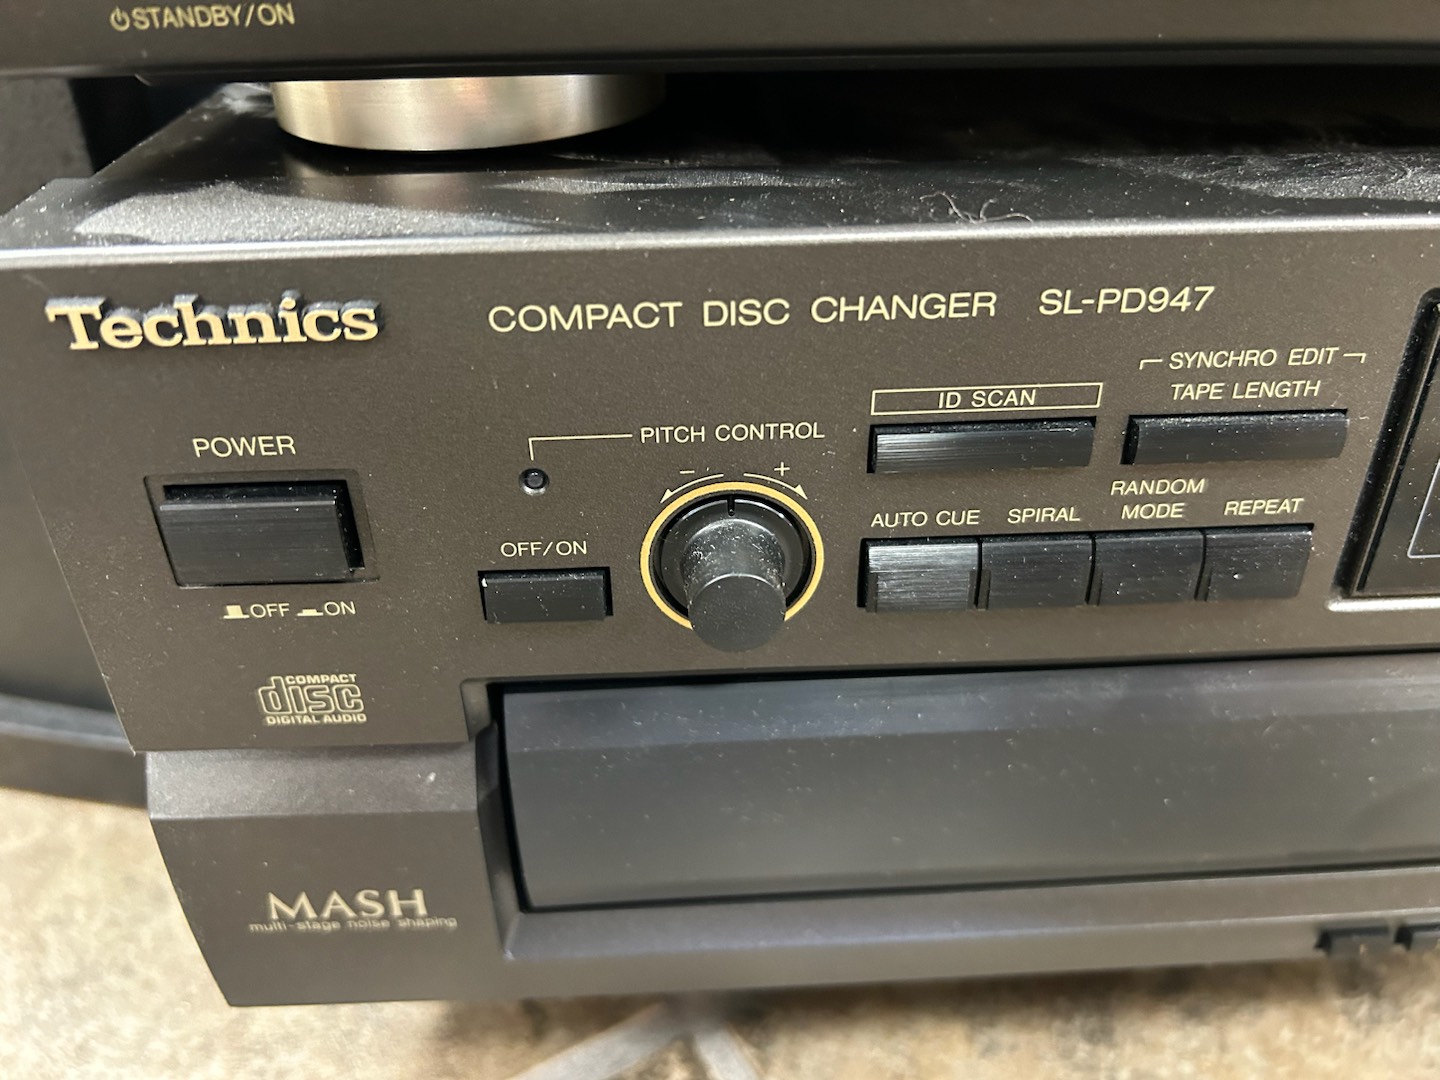 STANDBY/ON
Technics
COMPACT DISC CHANGER SL-PD947
SYNCHRO EDIT
ID SCAN
TAPE LENGTH
POWER
PITCH CONTROL
- +
AUTO CUE
SPIRAL
RANDOM
MODE
REPEAT
OFF/ON
OFF ON
COMPACT
disc
DIGITAL AUDIO
MASH
multi-stage noise shaping